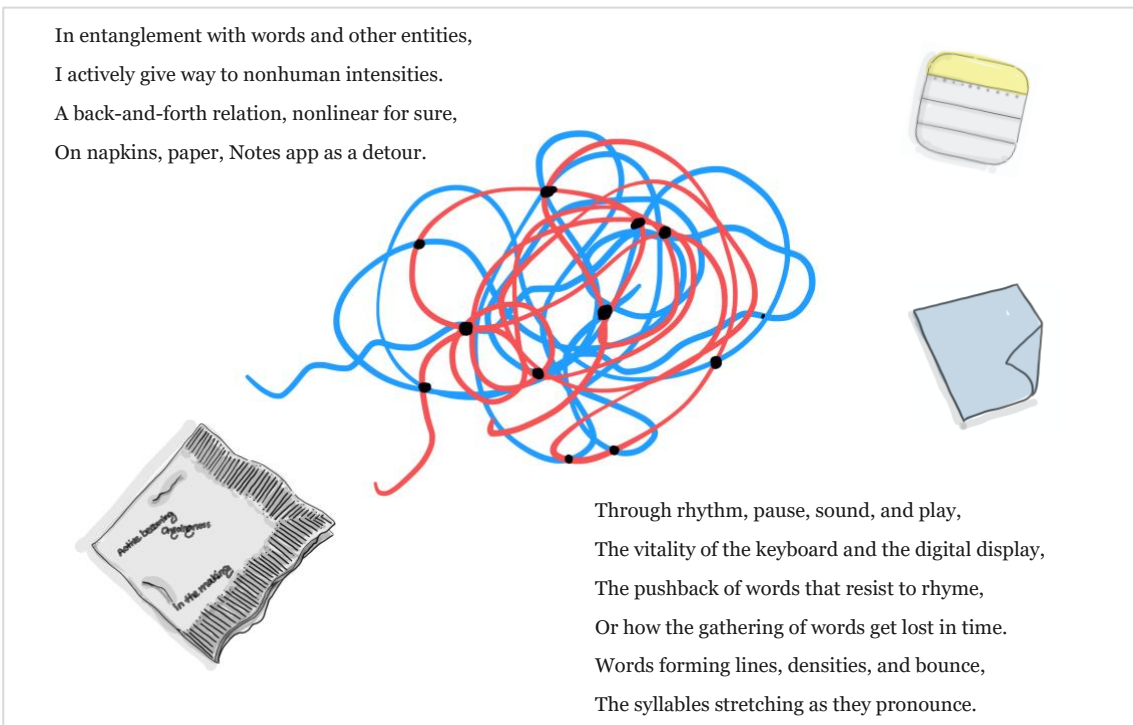 In entanglement with words and other entities,
I actively give way to nonhuman intensities.
A back-and-forth relation, nonlinear for sure,
On napkins, paper, Notes app as a detour.
becoming
In the making
Through rhythm, pause, sound, and play,
The vitality of the keyboard and the digital display,
The pushback of words that resist to rhyme,
Or how the gathering of words get lost in time.
Words forming lines, densities, and bounce,
The syllables stretching as they pronounce.